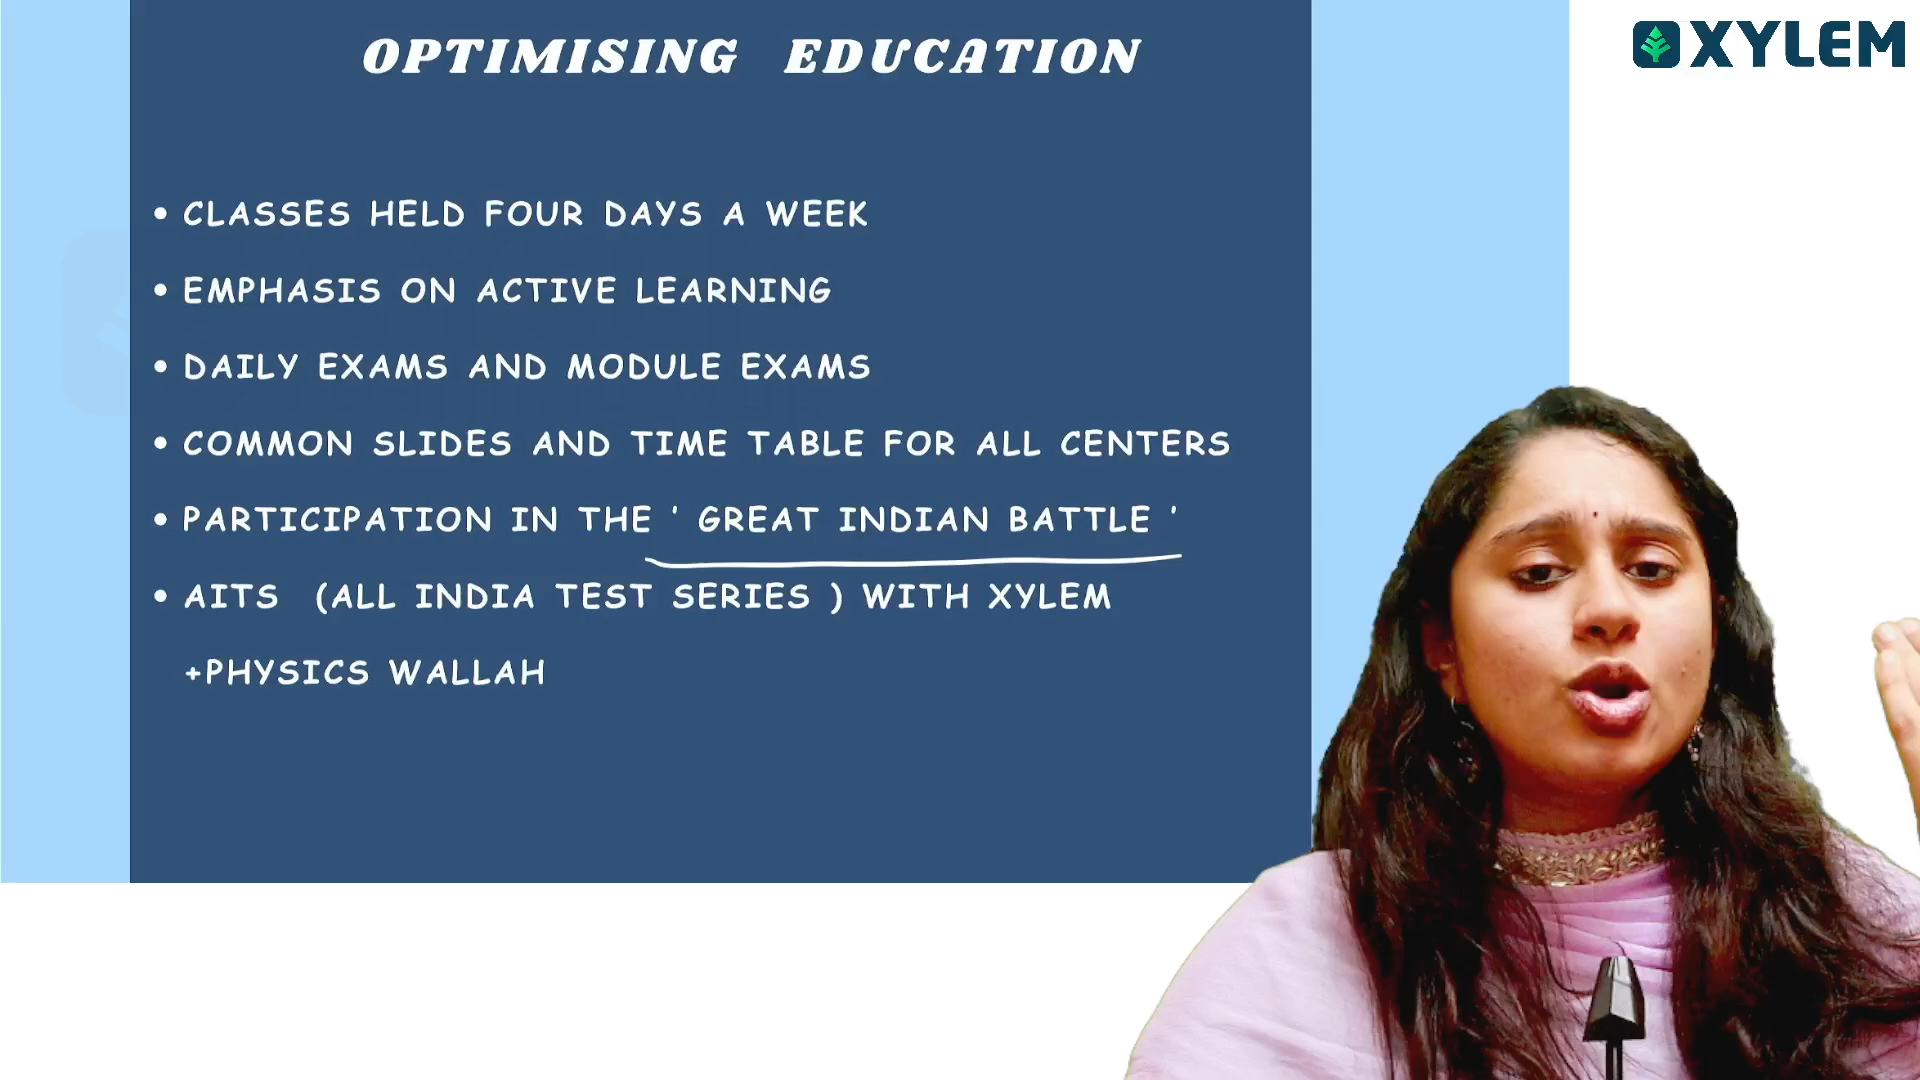 OPTIMISING EDUCATION
XYLEM
• CLASSES HELD FOUR DAYS A WEEK
• EMPHASIS ON ACTIVE LEARNING
• DAILY EXAMS AND MODULE EXAMS
• COMMON SLIDES AND TIME TABLE FOR ALL CENTERS
• PARTICIPATION IN THE ' GREAT INDIAN BATTLE '
• AITS (ALL INDIA TEST SERIES ) WITH XYLEM
+PHYSICS WALLAH